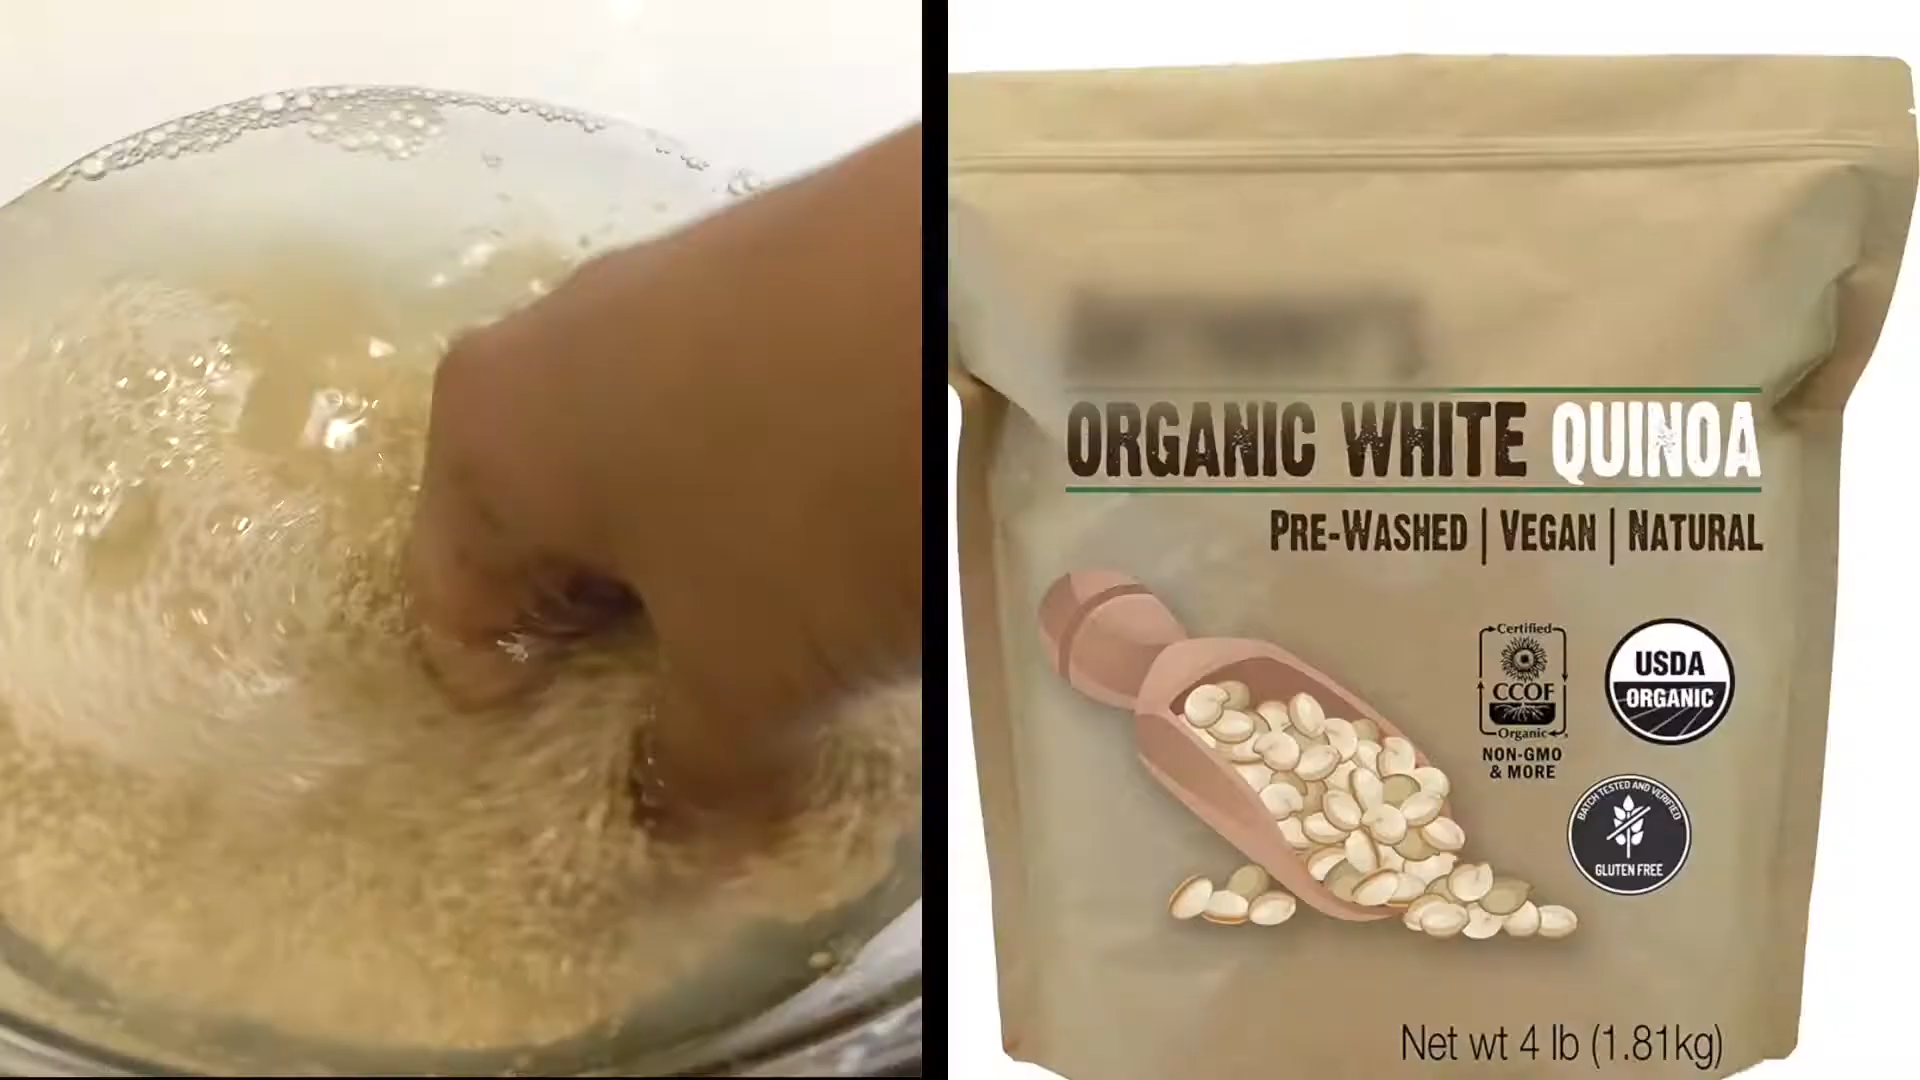 ORGANIC WHITE QUINOA
PRE-WASHED | VEGAN | NATURAL
Certified
CCOF
Organic
NON-GMO
& MORE
USDA
ORGANIC
BATCH TESTED AND VERIFIED
GLUTEN FREE
Net wt 4 lb (1.81kg)